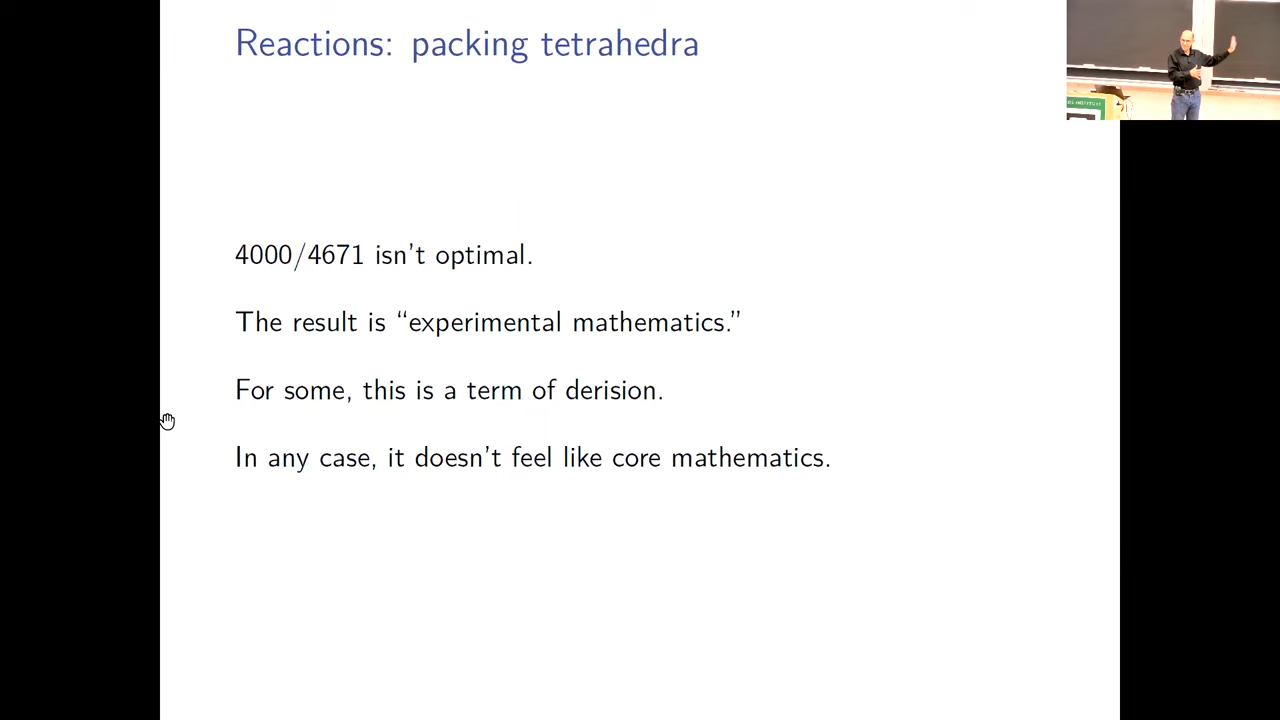 Reactions: packing tetrahedra
4000/4671 isn't optimal.
The result is “experimental mathematics.”
For some, this is a term of derision.
In any case, it doesn't feel like core mathematics.
INSTITUTE